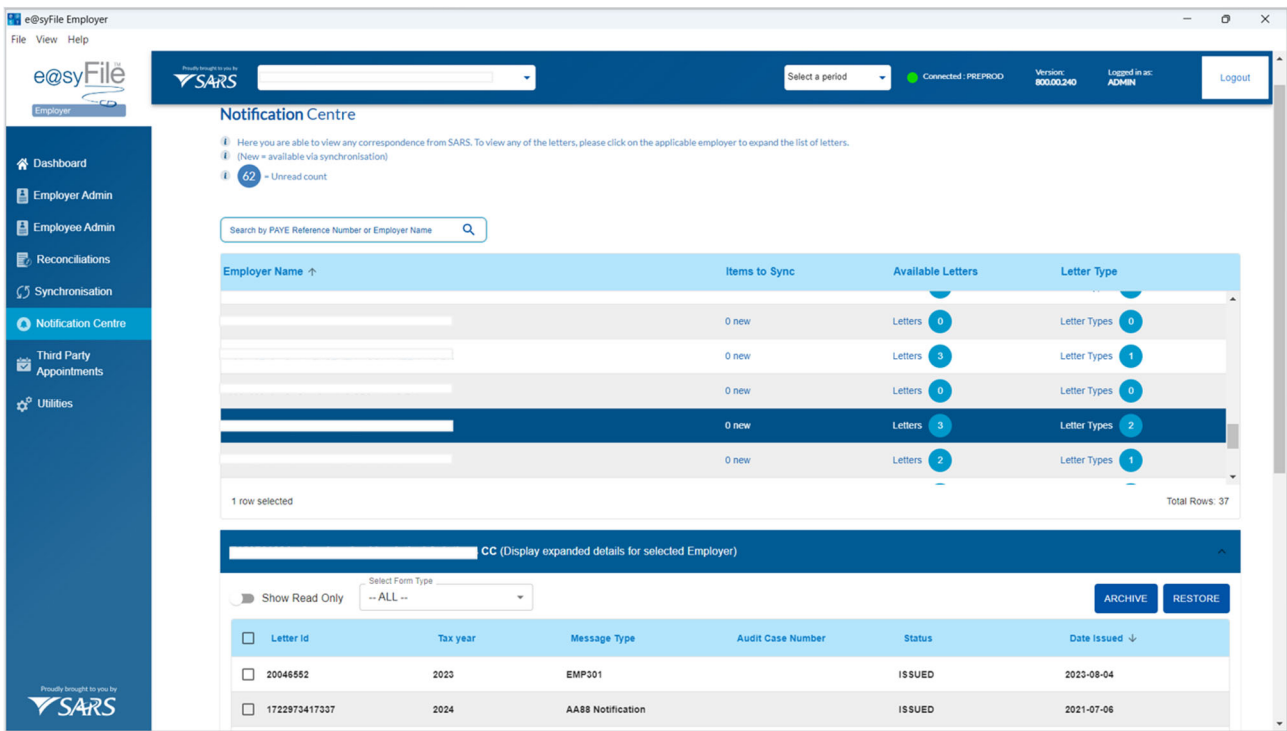 e@syFile Employer
File View Help
e@syFile™
Employer
Proudly brought to you by
SARS
Select a period
Connected : PREPROD
Version:
800.00.240
Logged in as:
ADMIN
Logout
Dashboard
Employer Admin
Employee Admin
Reconciliations
Synchronisation
Notification Centre
Third Party
Appointments
Utilities
Proudly brought to you by
SARS
Notification Centre
Here you are able to view any correspondence from SARS. To view any of the letters, please click on the applicable employer to expand the list of letters.
(New = available via synchronisation)
62 = Unread count
Search by PAYE Reference Number or Employer Name
Employer Name Items to Sync Available Letters Letter Type
0 new Letters 0 Letter Types 0
0 new Letters 3 Letter Types 1
0 new Letters 0 Letter Types 0
0 new Letters 3 Letter Types 2
0 new Letters 2 Letter Types 1
1 row selected Total Rows: 37
CC (Display expanded details for selected Employer)
Show Read Only
Select Form Type
-- ALL --
ARCHIVE RESTORE
Letter Id Tax year Message Type Audit Case Number Status Date Issued
20046552 2023 EMP301 ISSUED 2023-08-04
1722973417337 2024 AA88 Notification ISSUED 2021-07-06